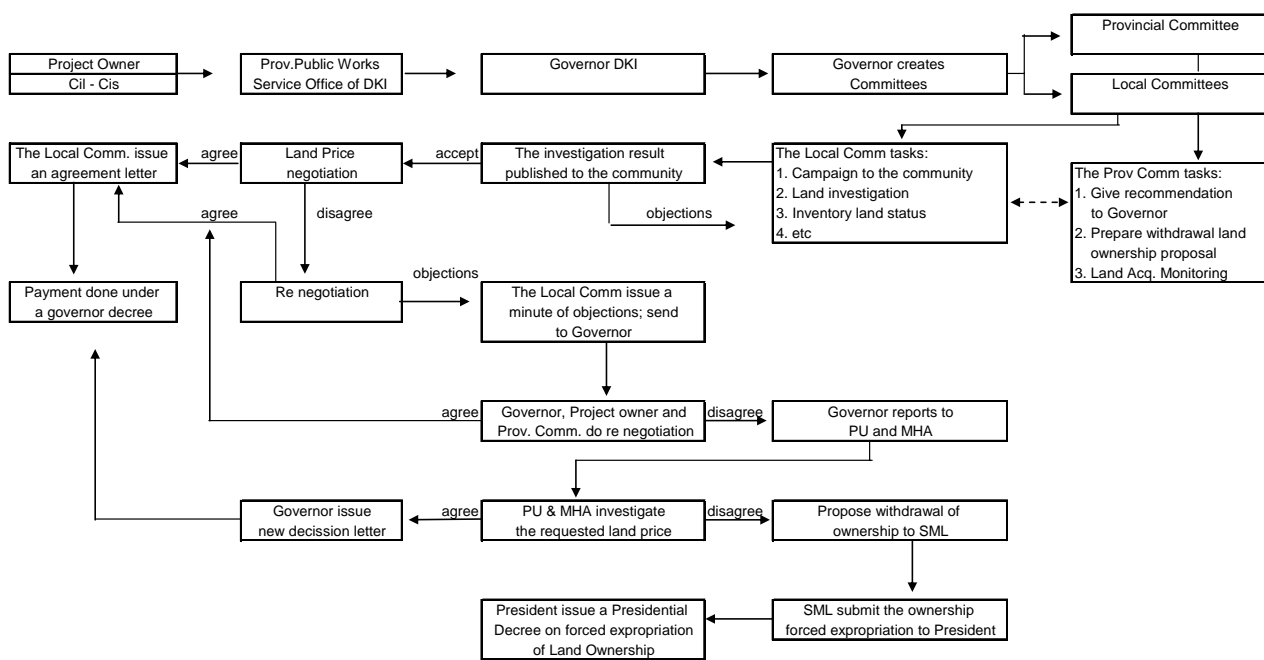 Provincial Committee
Project Owner
Cil - Cis
Prov.Public Works
Service Office of DKI
Governor DKI
Governor creates
Committees
Local Committees
The Local Comm. issue
an agreement letter
agree
Land Price
negotiation
accept
The investigation result
published to the community
The Local Comm tasks:
1. Campaign to the community
2. Land investigation
3. Inventory land status
4. etc
The Prov Comm tasks:
1. Give recommendation
to Governor
2. Prepare withdrawal land
ownership proposal
3. Land Acq. Monitoring
agree
disagree
objections
Payment done under
a governor decree
Re negotiation
objections
The Local Comm issue a
minute of objections; send
to Governor
agree
Governor, Project owner and
Prov. Comm. do re negotiation
disagree
Governor reports to
PU and MHA
Governor issue
new decission letter
agree
PU & MHA investigate
the requested land price
disagree
Propose withdrawal of
ownership to SML
President issue a Presidential
Decree on forced expropriation
of Land Ownership
SML submit the ownership
forced expropriation to President